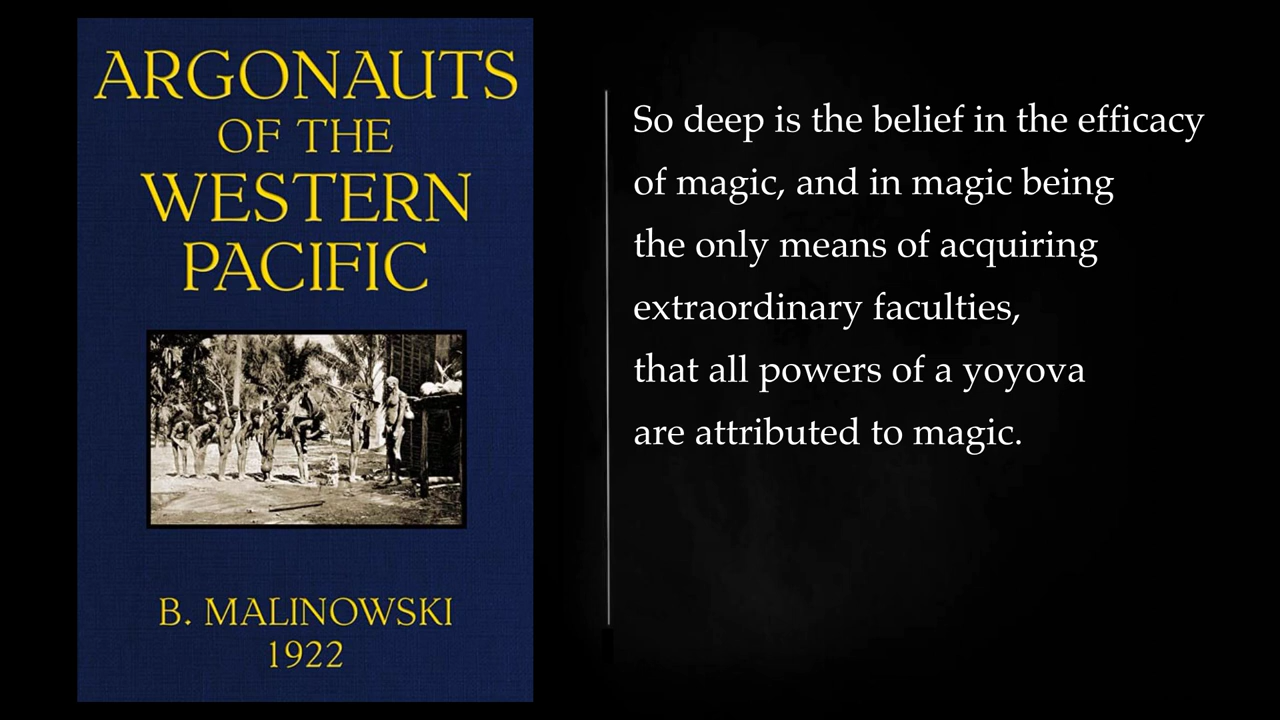 ARGONAUTS
OF THE
WESTERN
PACIFIC
B. MALINOWSKI
1922
So deep is the belief in the efficacy
of magic, and in magic being
the only means of acquiring
extraordinary faculties,
that all powers of a yoyova
are attributed to magic.